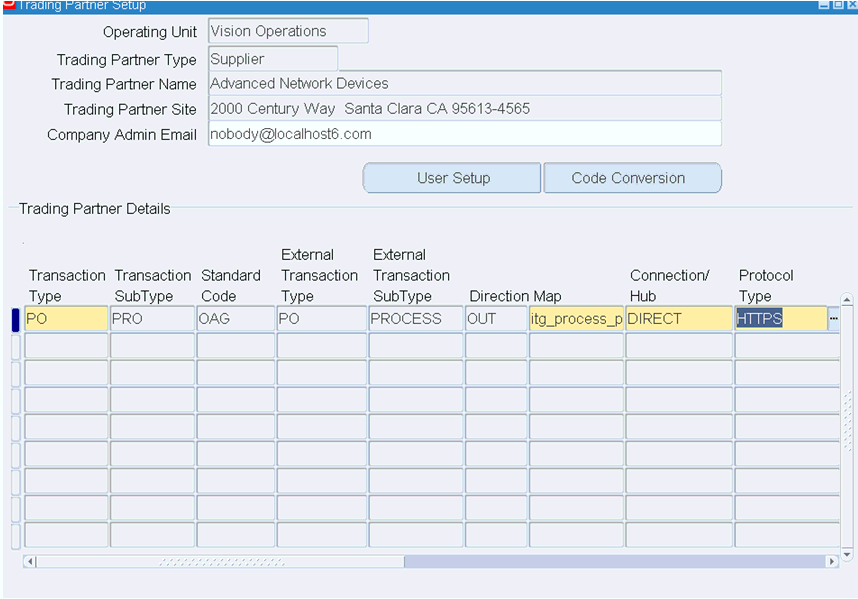 Trading Partner Setup
Operating Unit Vision Operations
Trading Partner Type Supplier
Trading Partner Name Advanced Network Devices
Trading Partner Site 2000 Century Way  Santa Clara CA 95613-4565
Company Admin Email nobody@localhost6.com
User Setup Code Conversion
Trading Partner Details
External External
Transaction Transaction Standard Transaction Transaction Connection/ Protocol
Type SubType Code Type SubType Direction Map Hub Type
PO PRO OAG PO PROCESS OUT itg_process_p DIRECT HTTPS ...